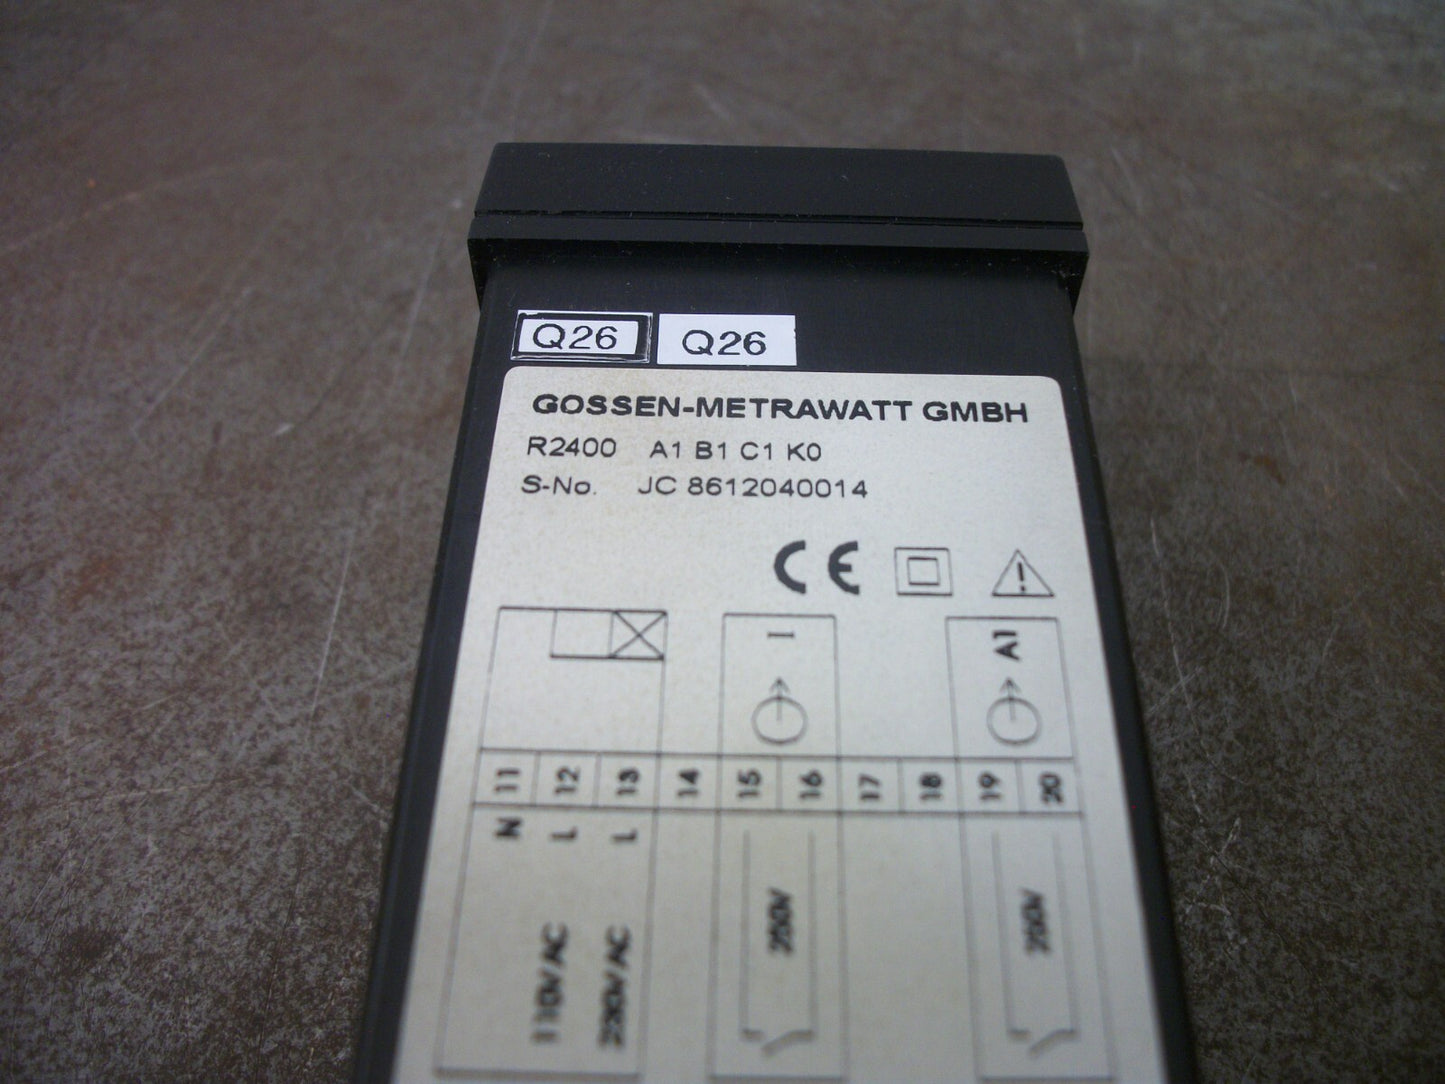 Q26 Q26
GOSSEN-METRAWATT GMBH
R2400 A1 B1 C1 K0
S-No. JC 8612040014
CE
I A1
11 12 13 14 15 16 17 18 19 20
N L L
110V AC 230V AC 250V 250V